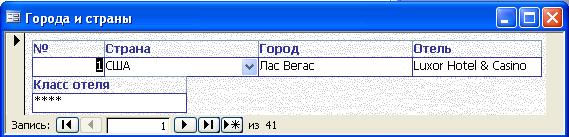 Города и страны
№ Страна Город Отель
1 США Лас Вегас Luxor Hotel & Casino
Класс отеля
****
Запись: 1 из 41